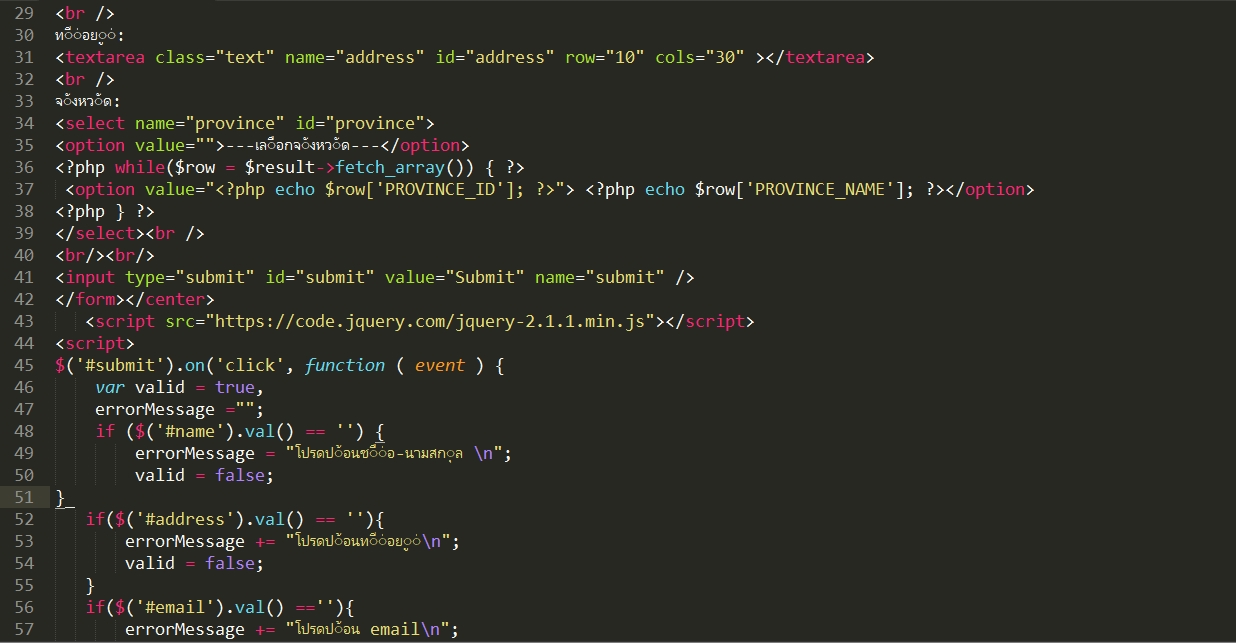 29 <br />
30 ที่อยู่:
31 <textarea class="text" name="address" id="address" row="10" cols="30" ></textarea>
32 <br />
33 จังหวัด:
34 <select name="province" id="province">
35 <option value="">---เลือกจังหวัด---</option>
36 <?php while($row = $result->fetch_array()) { ?>
37  <option value="<?php echo $row['PROVINCE_ID']; ?>"> <?php echo $row['PROVINCE_NAME']; ?></option>
38 <?php } ?>
39 </select><br />
40 <br/><br/>
41 <input type="submit" id="submit" value="Submit" name="submit" />
42 </form></center>
43    <script src="https://code.jquery.com/jquery-2.1.1.min.js"></script>
44 <script>
45 $('#submit').on('click', function ( event ) {
46     var valid = true,
47     errorMessage ="";
48     if ($('#name').val() == '') {
49         errorMessage = "โปรดป้อนชื่อ-นามสกุล \n";
50         valid = false;
51 }
52    if($('#address').val() == ''){
53        errorMessage += "โปรดป้อนที่อยู่\n";
54        valid = false;
55    }
56    if($('#email').val() ==''){
57        errorMessage += "โปรดป้อน email\n";